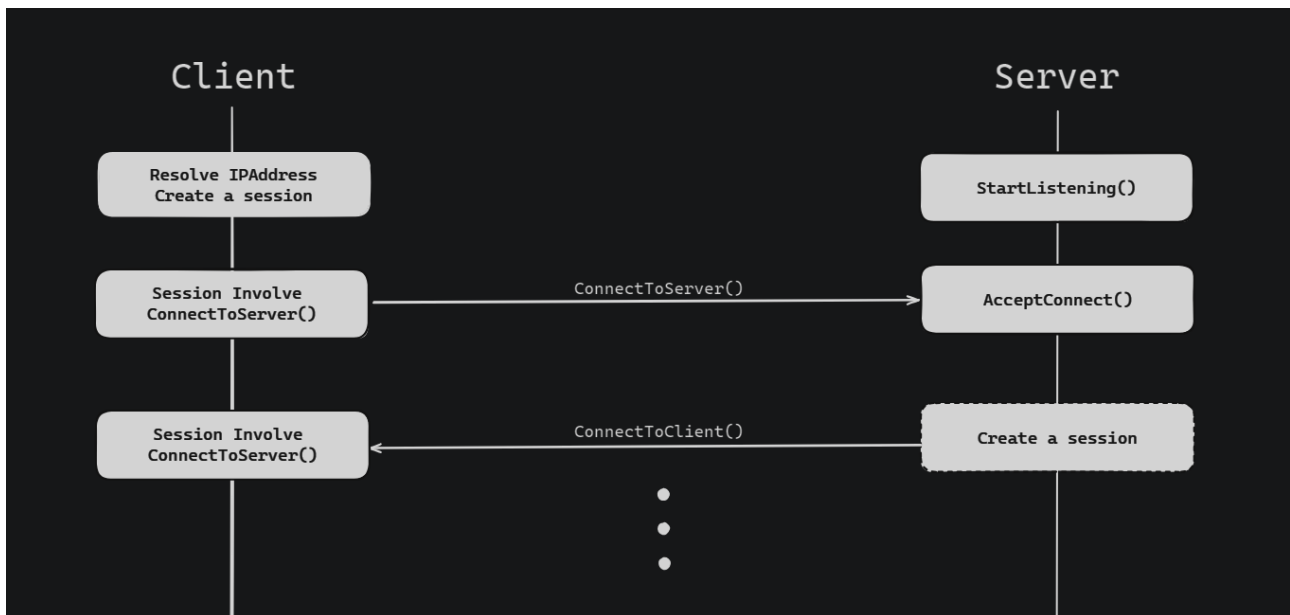 Client
Server
Resolve IPAddress
Create a session
StartListening()
Session Involve
ConnectToServer()
ConnectToServer()
AcceptConnect()
Session Involve
ConnectToServer()
ConnectToClient()
Create a session